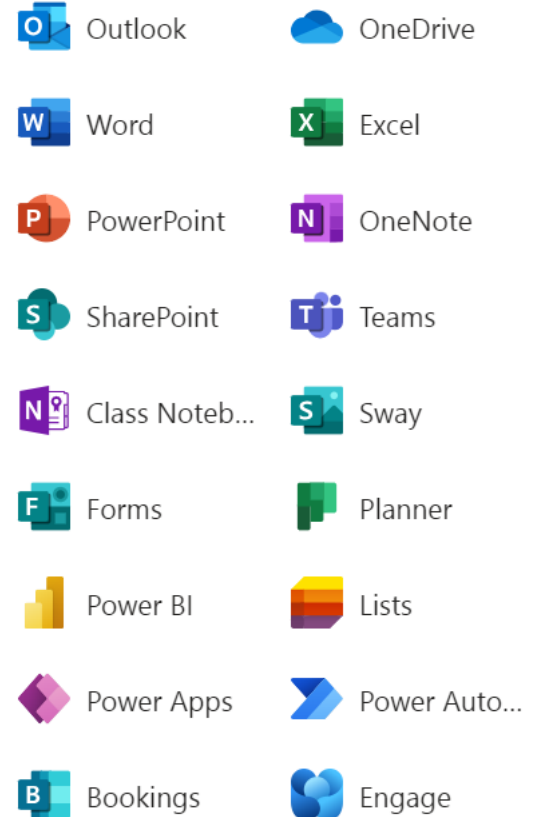 Outlook OneDrive
Word Excel
PowerPoint OneNote
SharePoint Teams
Class Noteb... Sway
Forms Planner
Power BI Lists
Power Apps Power Auto...
Bookings Engage